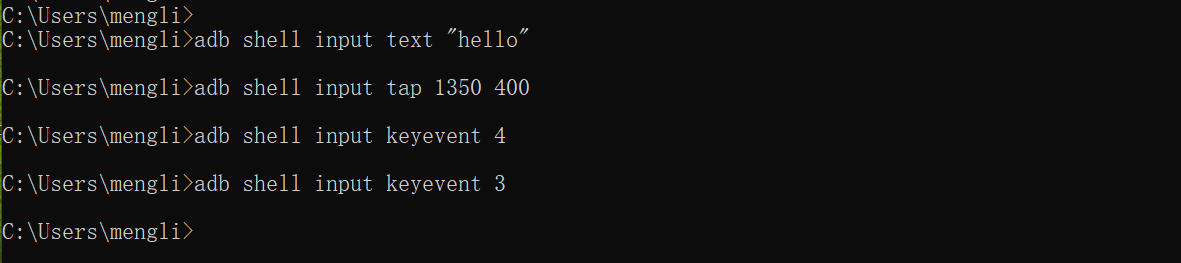 C:\Users\mengli>
C:\Users\mengli>adb shell input text "hello"
C:\Users\mengli>adb shell input tap 1350 400
C:\Users\mengli>adb shell input keyevent 4
C:\Users\mengli>adb shell input keyevent 3
C:\Users\mengli>